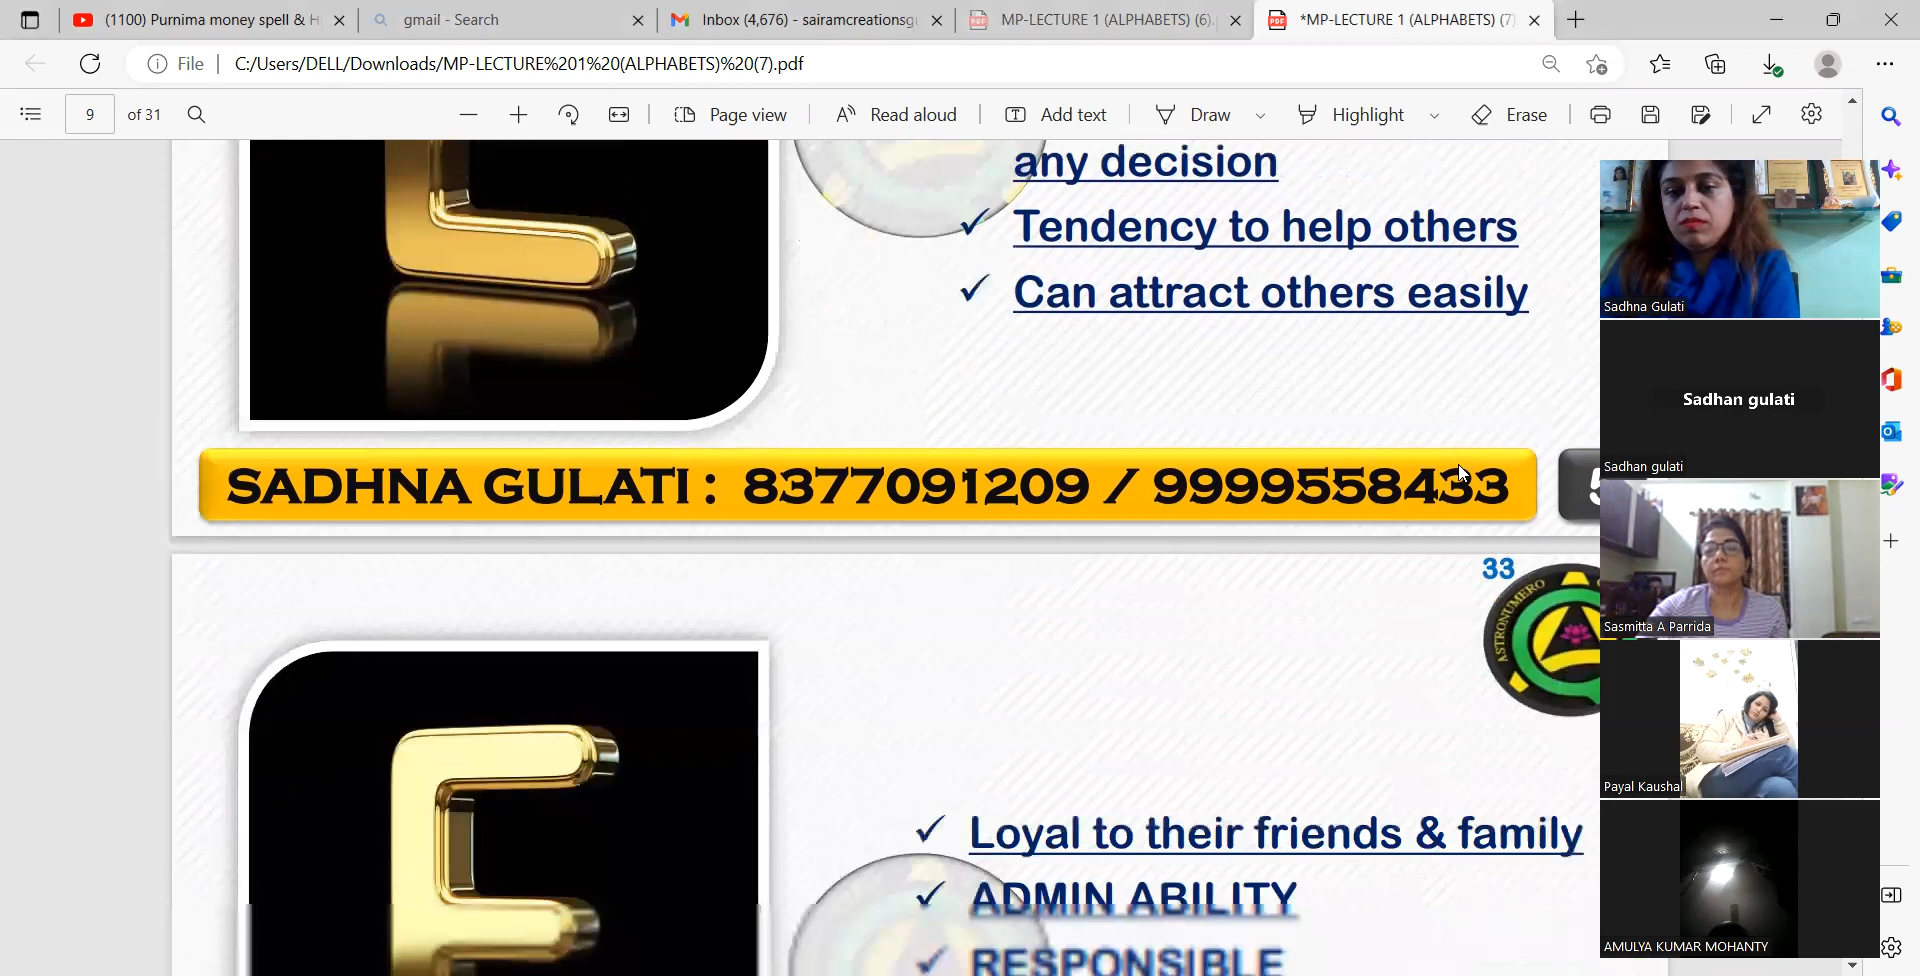 (1100) Purnima money spell & H
gmail - Search
Inbox (4,676) - sairamcreationsg
MP-LECTURE 1 (ALPHABETS) (6).
*MP-LECTURE 1 (ALPHABETS) (7)
File
C:/Users/DELL/Downloads/MP-LECTURE%201%20(ALPHABETS)%20(7).pdf
9 of 31
Page view
Read aloud
Add text
Draw
Highlight
Erase
any decision
✓ Tendency to help others
✓ Can attract others easily
SADHNA GULATI : 8377091209 / 9999558433
5
33
ASTRONUMERO
E
✓ Loyal to their friends & family
✓ ADMIN ABILITY
✓ RESPONSIBLE
Sadhna Gulati
Sadhan gulati
Sadhan gulati
Sasmitta A Parrida
Payal Kaushal
AMULYA KUMAR MOHANTY